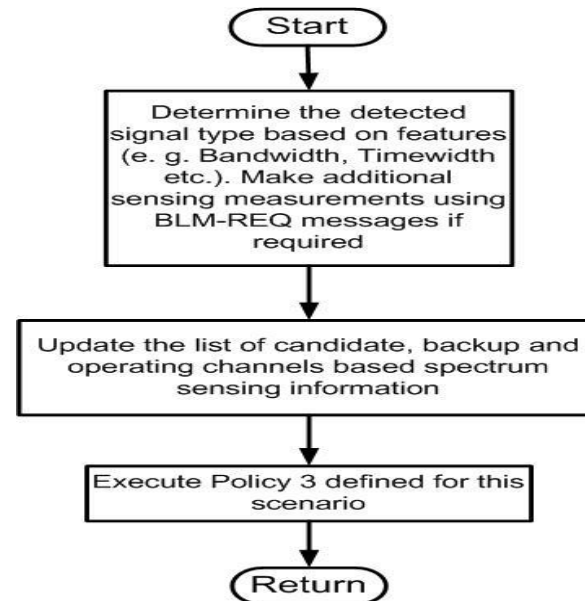 Start
Determine the detected
signal type based on features
(e. g. Bandwidth, Timewidth
etc.). Make additional
sensing measurements using
BLM-REQ messages if
required
Update the list of candidate, backup and
operating channels based spectrum
sensing information
Execute Policy 3 defined for this
scenario
Return